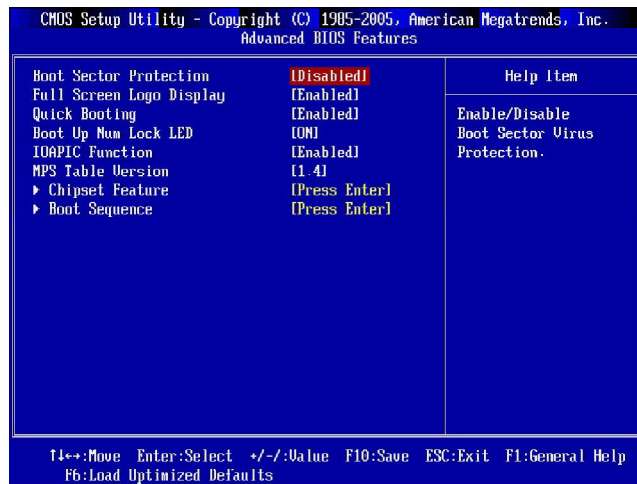 CMOS Setup Utility - Copyright (C) 1985-2005, American Megatrends, Inc.
Advanced BIOS Features
Boot Sector Protection [Disabled]
Full Screen Logo Display [Enabled]
Quick Booting [Enabled]
Boot Up Num Lock LED [ON]
IOAPIC Function [Enabled]
MPS Table Version [1.4]
▶ Chipset Feature [Press Enter]
▶ Boot Sequence [Press Enter]
Help Item
Enable/Disable
Boot Sector Virus
Protection.
↑↓←→:Move Enter:Select +/-/:Value F10:Save ESC:Exit F1:General Help
F6:Load Uptimized Defaults